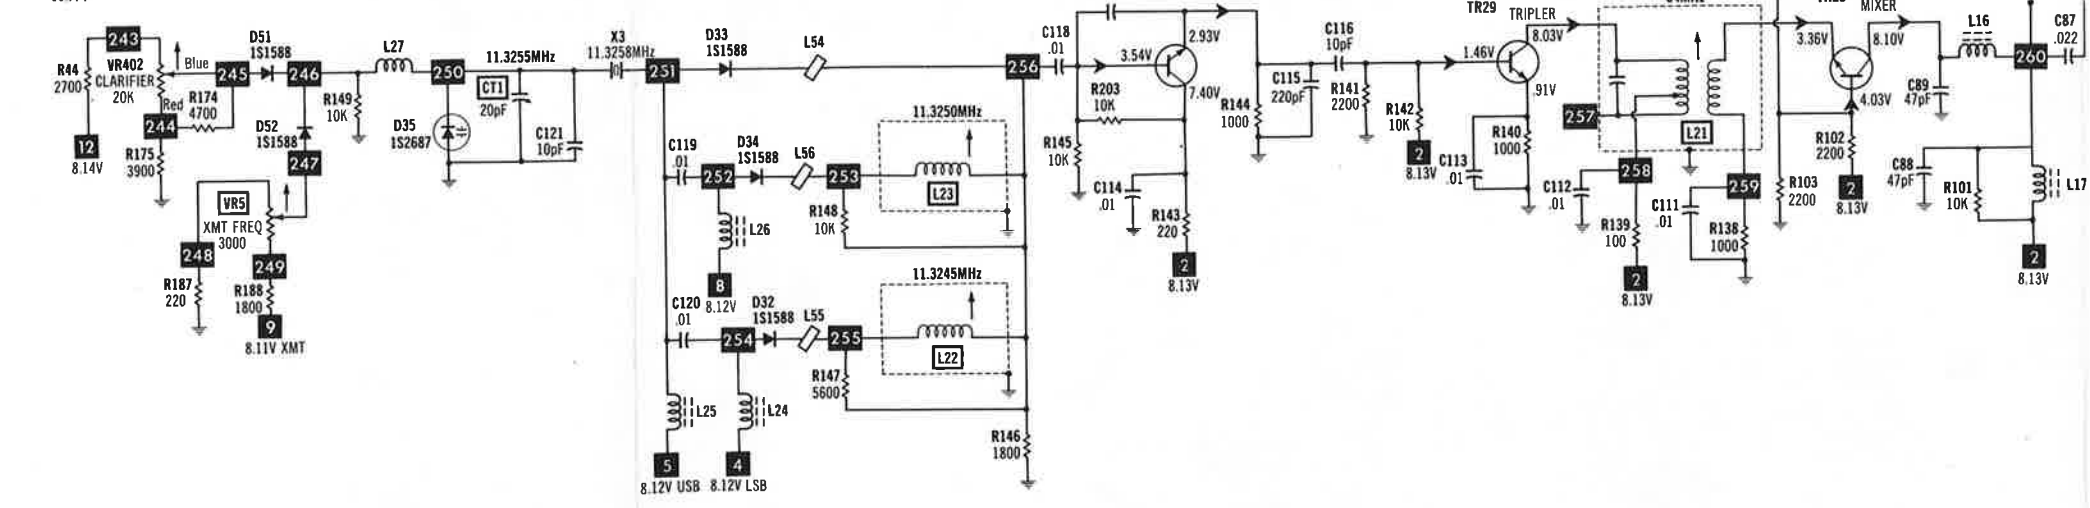 243
R44
2700
VR402
CLARIFIER
20K
Blue
Red
244
12
8.14V
R175
3900
R174
4700
245
D51
1S1588
246
D52
1S1588
247
VR5
XMT FREQ
3000
248
R187
220
249
R188
1800
9
8.11V XMT
R149
10K
L27
250
D35
1S2687
11.3255MHz
CT1
20pF
C121
10pF
X3
11.3258MHz
251
D33
1S1588
L54
256
C119
.01
252
D34
1S1588
L56
253
11.3250MHz
L23
R148
10K
L26
8
8.12V
C120
.01
254
D32
1S1588
L55
255
11.3245MHz
L22
R147
5600
L25
L24
5
8.12V USB
4
8.12V LSB
R146
1800
C118
.01
3.54V
2.93V
7.40V
R203
10K
R145
10K
C114
.01
R143
220
2
8.13V
R144
1000
C115
220pF
C116
10pF
R141
2200
R142
10K
2
8.13V
TR29
TRIPLER
8.03V
1.46V
.91V
C113
.01
R140
1000
257
L21
258
C112
.01
R139
100
2
8.13V
259
C111
.01
R138
1000
MIXER
3.36V
8.10V
4.03V
R103
2200
R102
2200
2
8.13V
L16
C89
47pF
260
C87
.022
C88
47pF
R101
10K
L17
2
8.13V